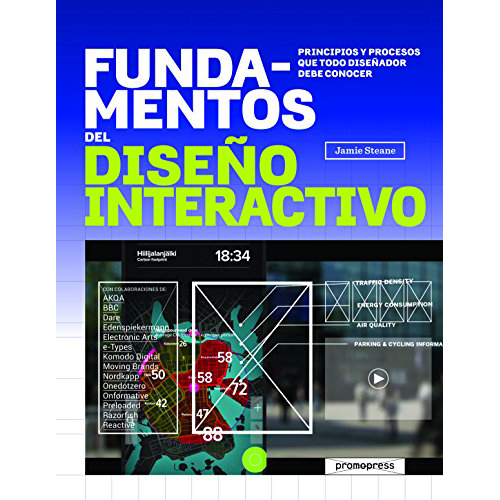 FUNDA-
MENTOS
DEL
DISEÑO
INTERACTIVO
PRINCIPIOS Y PROCESOS
QUE TODO DISEÑADOR
DEBE CONOCER
Jamie Steane
Hiilijalanjälki
Carbon footprint
18:34
CON COLABORACIONES DE:
AKQA
BBC
Dare
Edenspiekermann
Electronic Arts
e-Types
Komodo Digital
Moving Brands
Nordkapp
Onedotzero
Onformative
Preloaded
Razorfish
Reactive
26
58
50
58
72
42
47
88
TRAFFIC DENSITY
ENERGY CONSUMPTION
AIR QUALITY
PARKING & CYCLING INFORMA
promopress